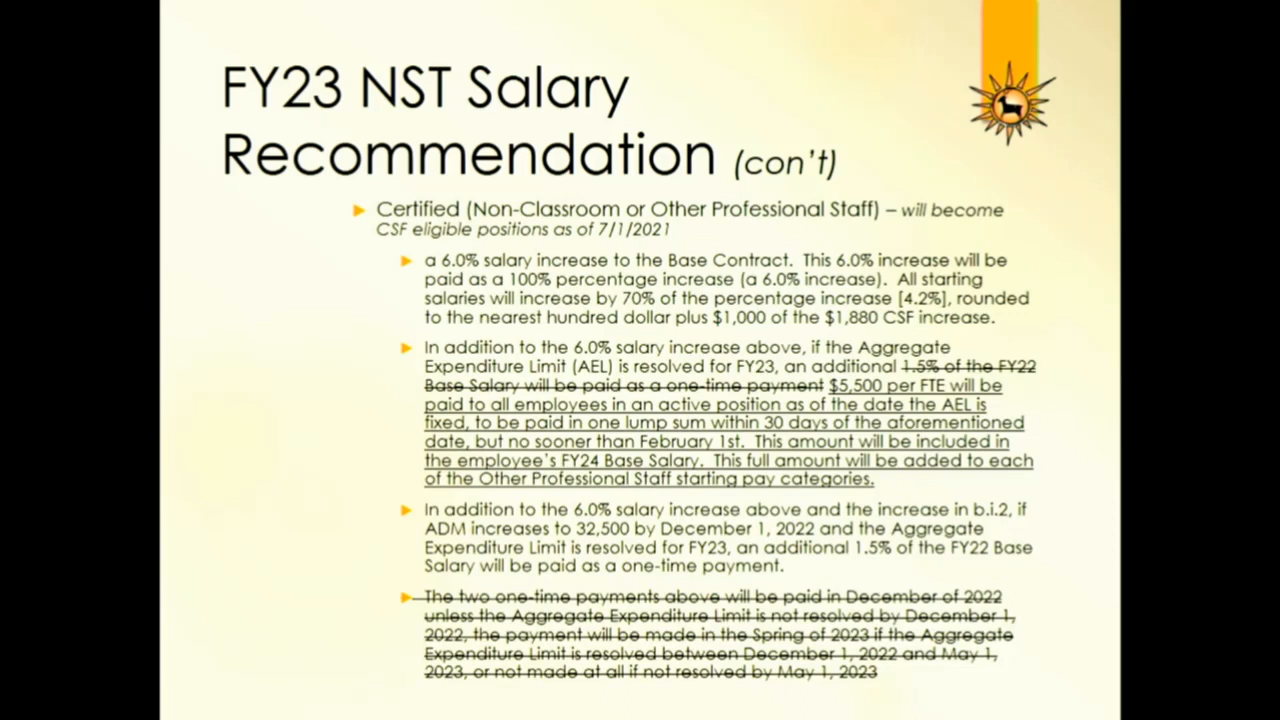 FY23 NST Salary
Recommendation (con't)
Certified (Non-Classroom or Other Professional Staff) – will become
CSF eligible positions as of 7/1/2021
a 6.0% salary increase to the Base Contract. This 6.0% increase will be
paid as a 100% percentage increase (a 6.0% increase). All starting
salaries will increase by 70% of the percentage increase [4.2%], rounded
to the nearest hundred dollar plus $1,000 of the $1,880 CSF increase.
In addition to the 6.0% salary increase above, if the Aggregate
Expenditure Limit (AEL) is resolved for FY23, an additional 1.5% of the FY22
Base Salary will be paid as a one-time payment $5,500 per FTE will be
paid to all employees in an active position as of the date the AEL is
fixed, to be paid in one lump sum within 30 days of the aforementioned
date, but no sooner than February 1st. This amount will be included in
the employee's FY24 Base Salary. This full amount will be added to each
of the Other Professional Staff starting pay categories.
In addition to the 6.0% salary increase above and the increase in b.i.2, if
ADM increases to 32,500 by December 1, 2022 and the Aggregate
Expenditure Limit is resolved for FY23, an additional 1.5% of the FY22 Base
Salary will be paid as a one-time payment.
The two one-time payments above will be paid in December of 2022
unless the Aggregate Expenditure Limit is not resolved by December 1,
2022, the payment will be made in the Spring of 2023 if the Aggregate
Expenditure Limit is resolved between December 1, 2022 and May 1,
2023, or not made at all if not resolved by May 1, 2023